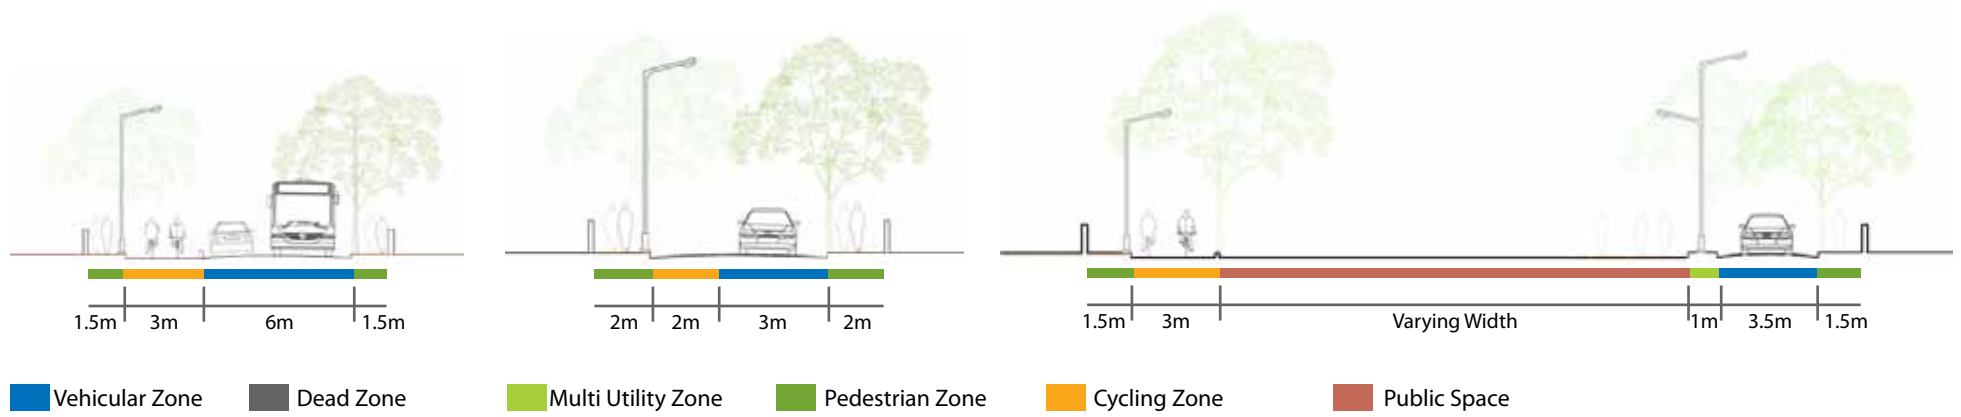 1.5m 3m 6m 1.5m
2m 2m 3m 2m
1.5m 3m Varying Width 1m 3.5m 1.5m
Vehicular Zone Dead Zone Multi Utility Zone Pedestrian Zone Cycling Zone Public Space